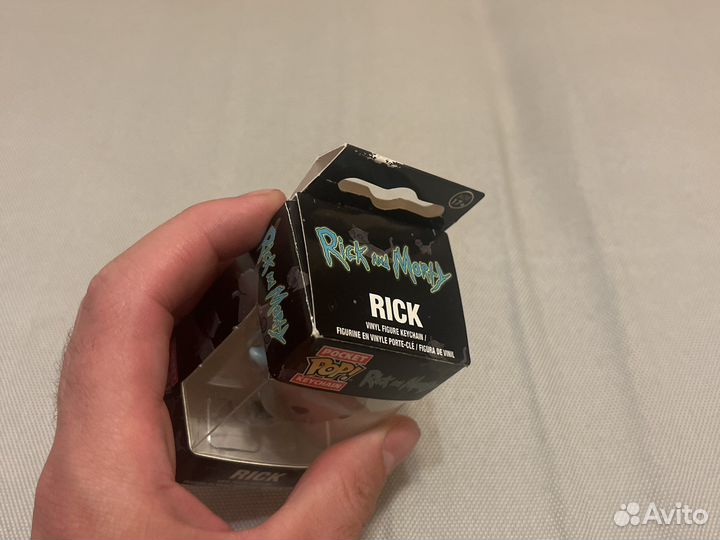 Rick and Morty
RICK
VINYL FIGURE KEYCHAIN /
FIGURINE EN VINYLE PORTE-CLÉ / FIGURA DE VINIL
POCKET
POP!
KEYCHAIN
Rick and Morty
Rick and Morty
RICK
Avito